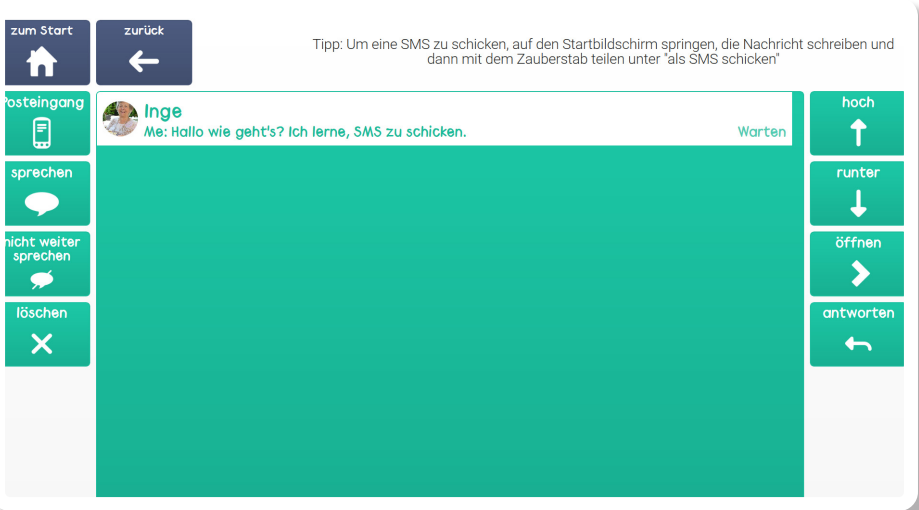 zum Start
zurück
Tipp: Um eine SMS zu schicken, auf den Startbildschirm springen, die Nachricht schreiben und
dann mit dem Zauberstab teilen unter "als SMS schicken"
Posteingang
Inge
Me: Hallo wie geht's? Ich lerne, SMS zu schicken.
Warten
hoch
sprechen
runter
nicht weiter
sprechen
öffnen
löschen
antworten